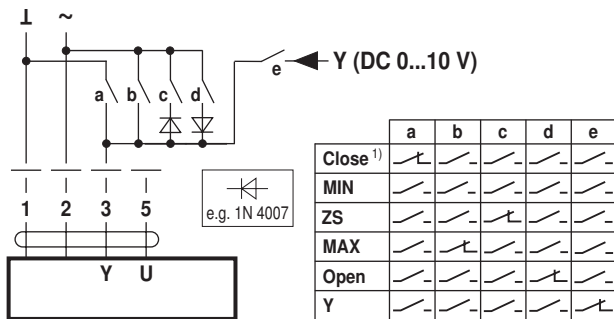 ⊥ ~
e Y (DC 0...10 V)
a b c d
1 2 3 5
e.g. 1N 4007
Y U
a b c d e
Close 1)
MIN
ZS
MAX
Open
Y